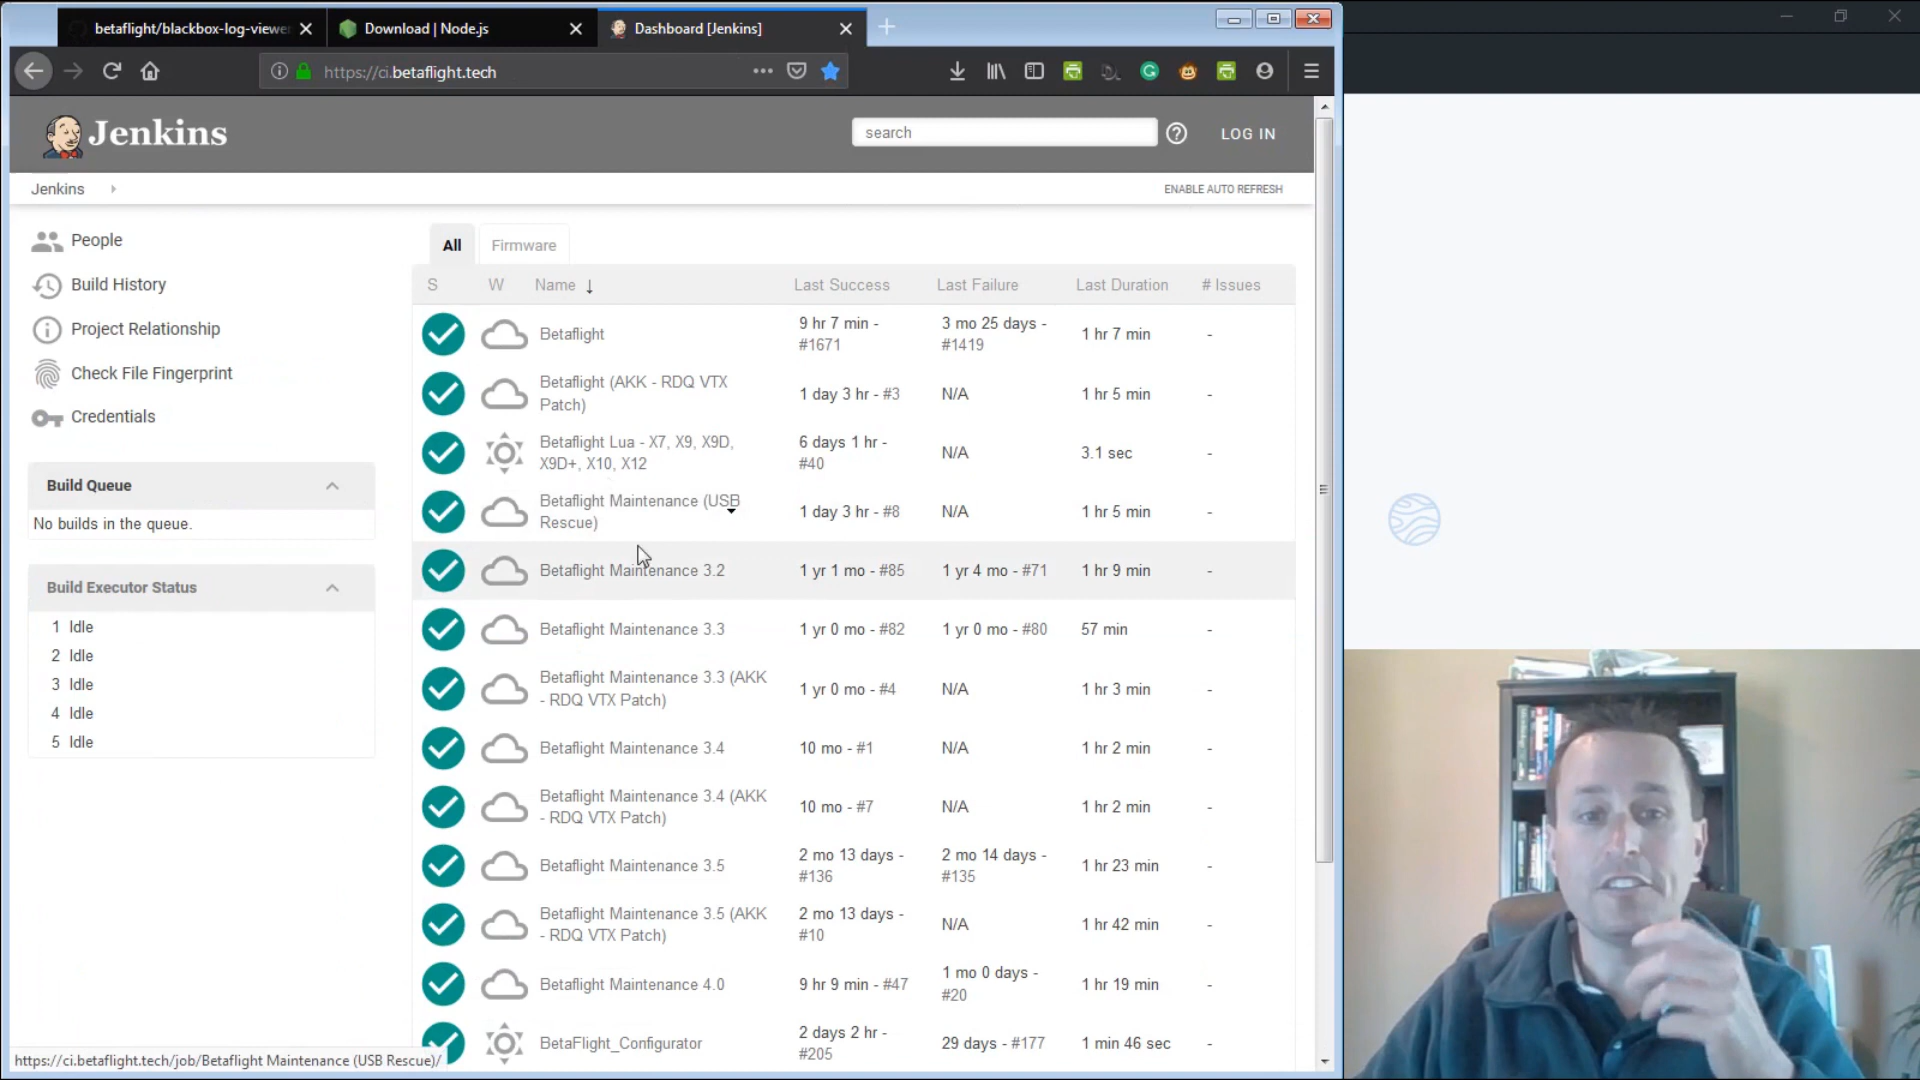 betaflight/blackbox-log-viewe
Download | Node.js
Dashboard [Jenkins]
https://ci.betaflight.tech
Jenkins
search
LOG IN
Jenkins
ENABLE AUTO REFRESH
People
Build History
Project Relationship
Check File Fingerprint
Credentials
Build Queue
No builds in the queue.
Build Executor Status
1 Idle
2 Idle
3 Idle
4 Idle
5 Idle
All Firmware
S W Name ↓ Last Success Last Failure Last Duration # Issues
Betaflight 9 hr 7 min - 3 mo 25 days - 1 hr 7 min -
#1671 #1419
Betaflight (AKK - RDQ VTX 1 day 3 hr - #3 N/A 1 hr 5 min -
Patch)
Betaflight Lua - X7, X9, X9D, 6 days 1 hr - N/A 3.1 sec -
X9D+, X10, X12 #40
Betaflight Maintenance (USB 1 day 3 hr - #8 N/A 1 hr 5 min -
Rescue)
Betaflight Maintenance 3.2 1 yr 1 mo - #85 1 yr 4 mo - #71 1 hr 9 min -
Betaflight Maintenance 3.3 1 yr 0 mo - #82 1 yr 0 mo - #80 57 min -
Betaflight Maintenance 3.3 (AKK 1 yr 0 mo - #4 N/A 1 hr 3 min -
- RDQ VTX Patch)
Betaflight Maintenance 3.4 10 mo - #1 N/A 1 hr 2 min -
Betaflight Maintenance 3.4 (AKK 10 mo - #7 N/A 1 hr 2 min -
- RDQ VTX Patch)
Betaflight Maintenance 3.5 2 mo 13 days - 2 mo 14 days - 1 hr 23 min -
#136 #135
Betaflight Maintenance 3.5 (AKK 2 mo 13 days - N/A 1 hr 42 min -
- RDQ VTX Patch) #10
Betaflight Maintenance 4.0 9 hr 9 min - #47 1 mo 0 days - 1 hr 19 min -
#20
BetaFlight_Configurator 2 days 2 hr - 29 days - #177 1 min 46 sec -
#205
https://ci.betaflight.tech/job/Betaflight Maintenance (USB Rescue)/